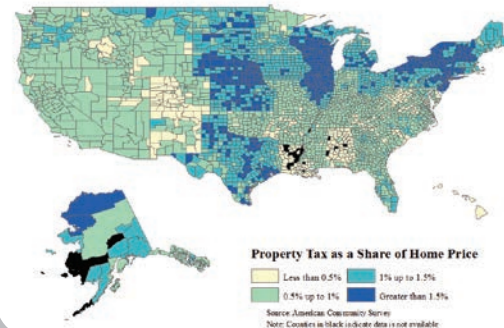 Property Tax as a Share of Home Price
Less than 0.5%
1% up to 1.5%
0.5% up to 1%
Greater than 1.5%
Source: American Community Survey
Note: Counties in black indicate data is not available